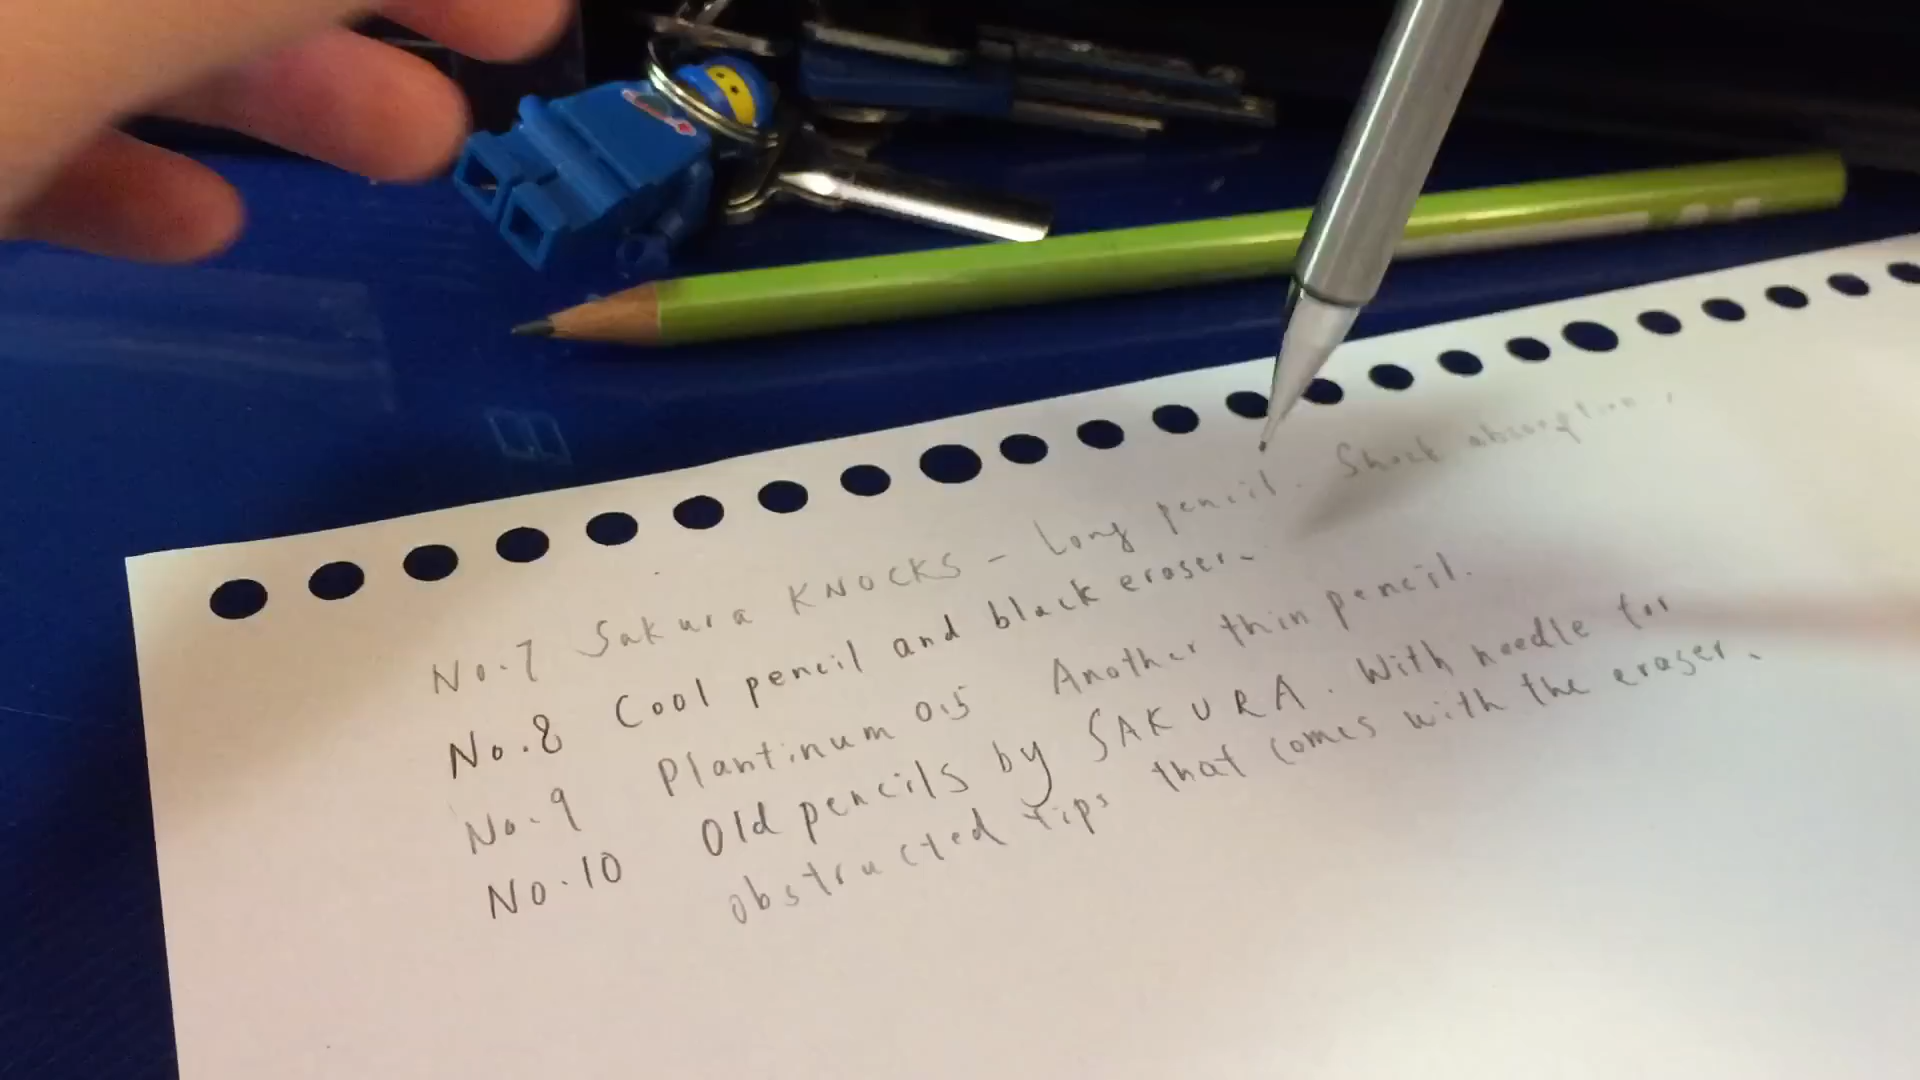 No.7 Sakura KNOCKS - Long pencil. Shock absorption,
No.8 Cool pencil and black eraser.
No.9 Plantinum 0.5 Another thin pencil.
No.10 Old pencils by SAKURA. With needle for
obstructed tips that comes with the eraser.